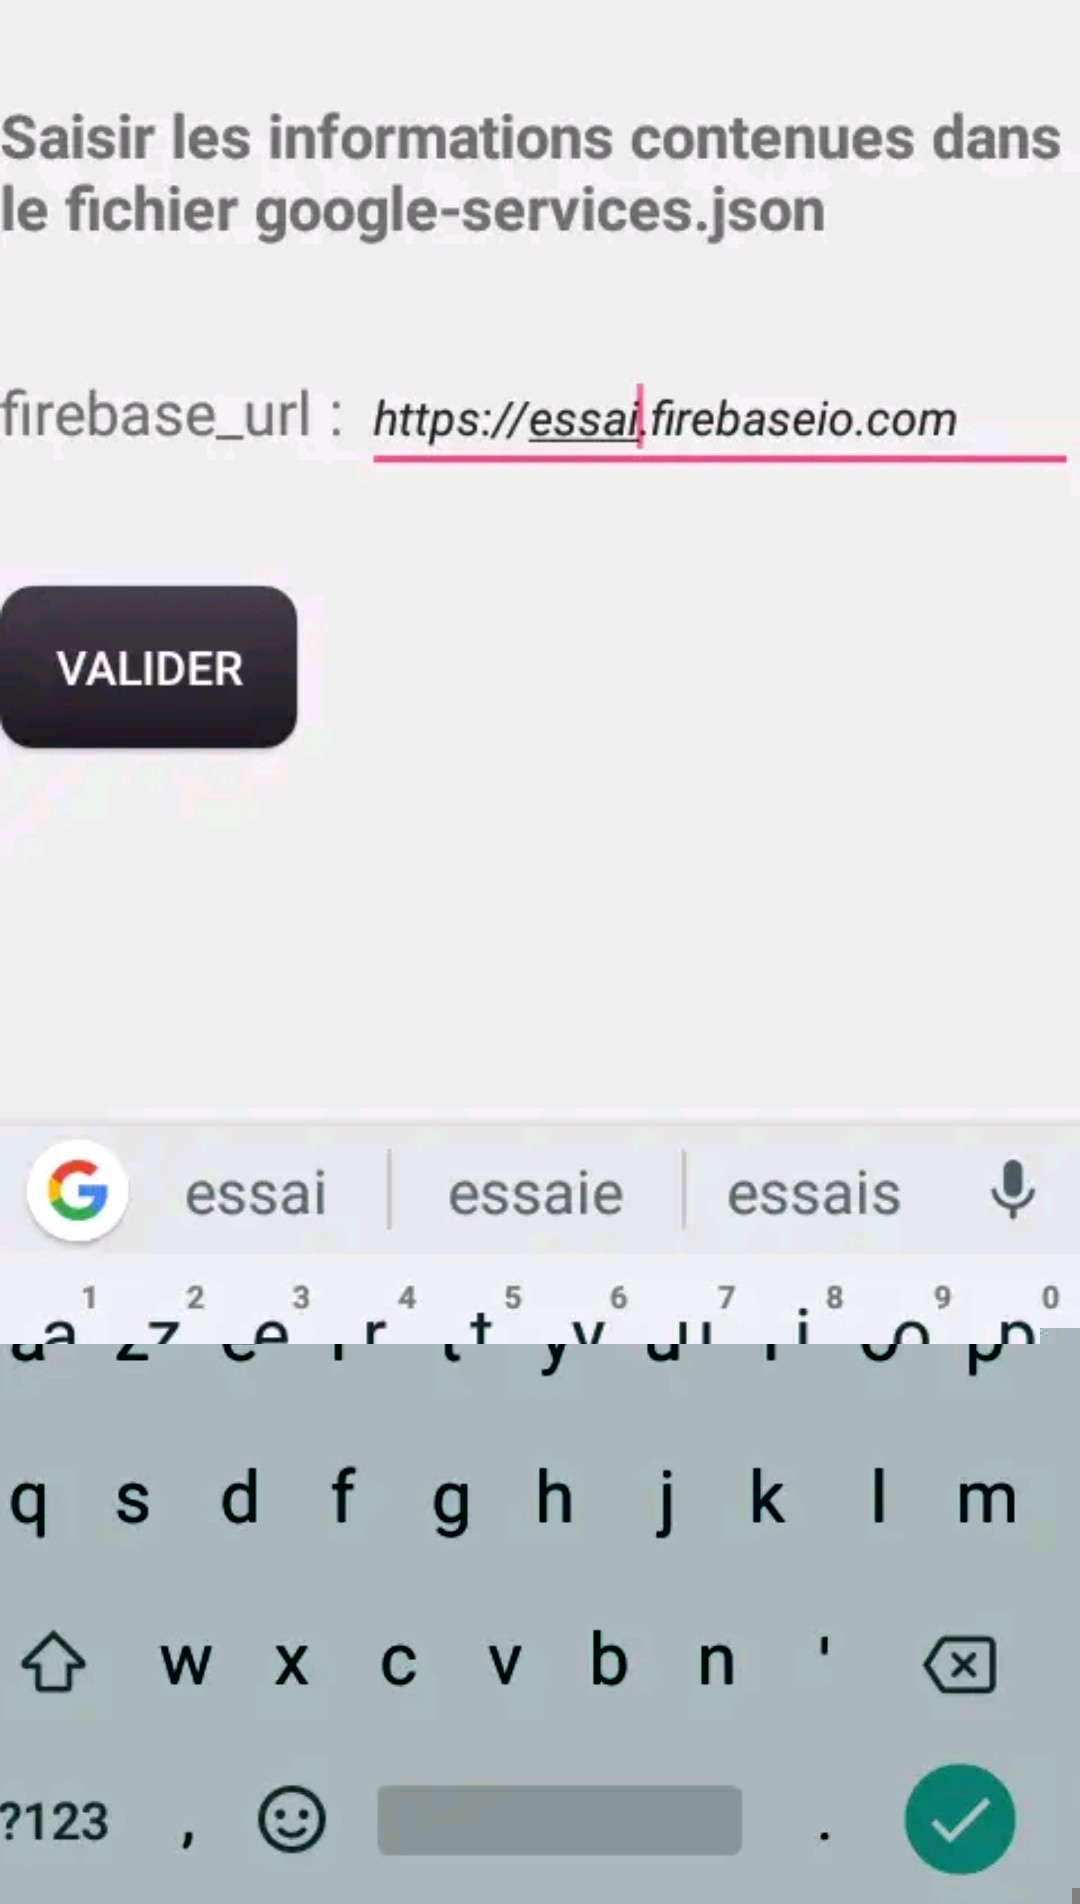 Saisir les informations contenues dans
le fichier google-services.json
firebase_url : https://essai.firebaseio.com
VALIDER
G essai essaie essais
1 2 3 4 5 6 7 8 9 0
a z e r t y u i o p
q s d f g h j k l m
w x c v b n '
?123 , .